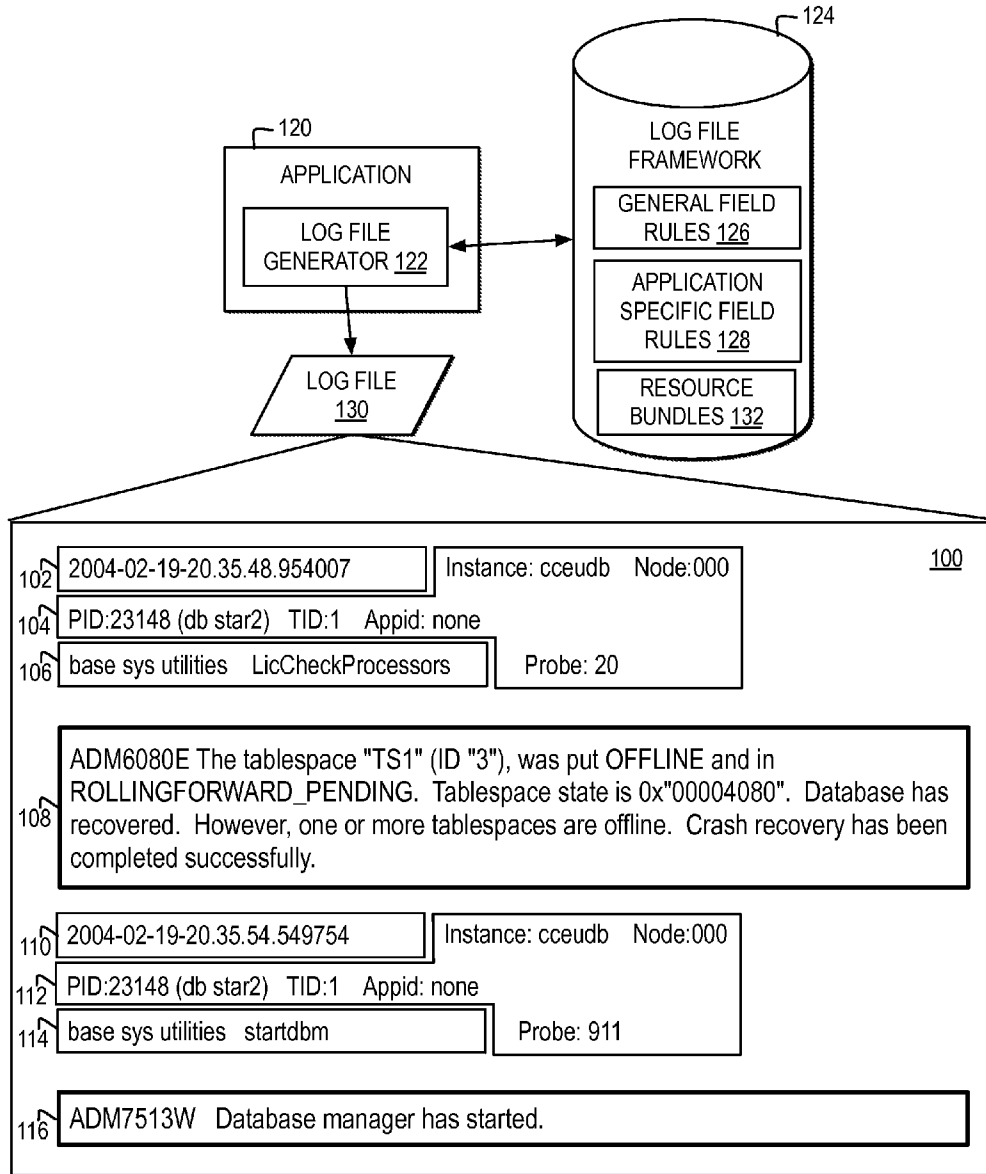 124
120
LOG FILE
FRAMEWORK
APPLICATION
GENERAL FIELD
RULES 126
LOG FILE
GENERATOR 122
APPLICATION
SPECIFIC FIELD
RULES 128
LOG FILE
130
RESOURCE
BUNDLES 132
100
102 2004-02-19-20.35.48.954007 Instance: cceudb Node:000
104 PID:23148 (db star2) TID:1 Appid: none
106 base sys utilities LicCheckProcessors Probe: 20
ADM6080E The tablespace "TS1" (ID "3"), was put OFFLINE and in
ROLLINGFORWARD_PENDING. Tablespace state is 0x"00004080". Database has
108 recovered. However, one or more tablespaces are offline. Crash recovery has been
completed successfully.
110 2004-02-19-20.35.54.549754 Instance: cceudb Node:000
112 PID:23148 (db star2) TID:1 Appid: none
114 base sys utilities startdbm Probe: 911
116 ADM7513W Database manager has started.